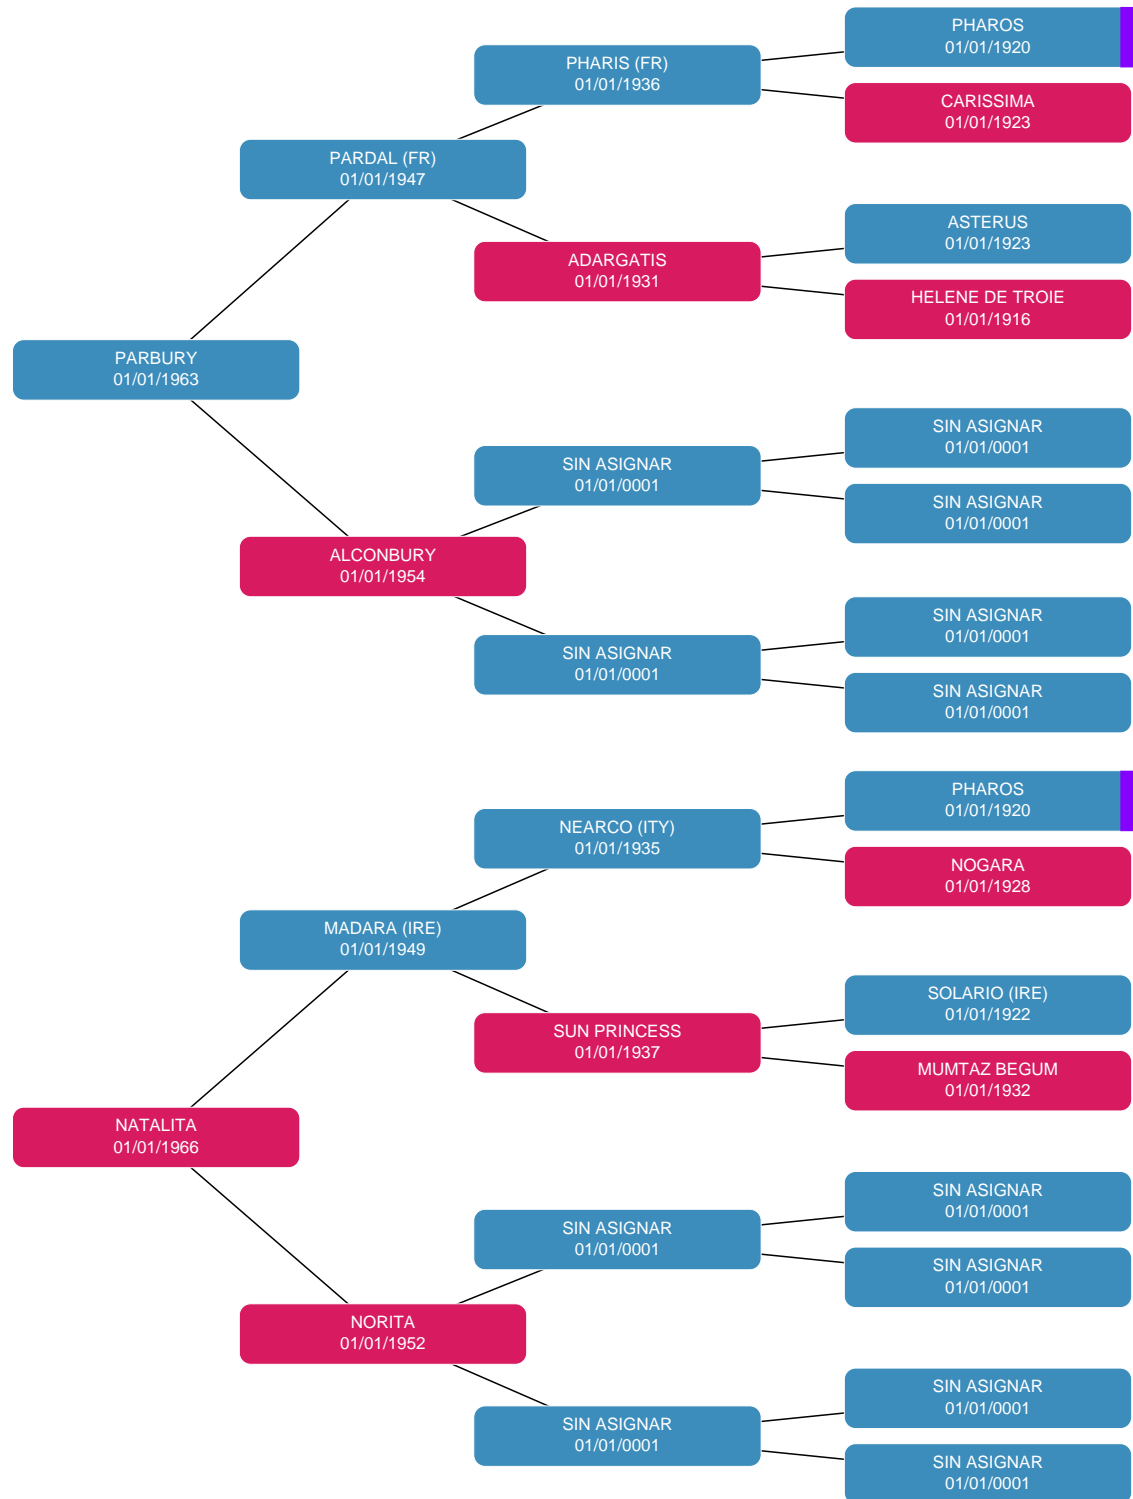 PHAROS
01/01/1920
PHARIS (FR)
01/01/1936
CARISSIMA
01/01/1923
PARDAL (FR)
01/01/1947
ASTERUS
01/01/1923
ADARGATIS
01/01/1931
HELENE DE TROIE
01/01/1916
PARBURY
01/01/1963
SIN ASIGNAR
01/01/0001
SIN ASIGNAR
01/01/0001
SIN ASIGNAR
01/01/0001
ALCONBURY
01/01/1954
SIN ASIGNAR
01/01/0001
SIN ASIGNAR
01/01/0001
SIN ASIGNAR
01/01/0001
PHAROS
01/01/1920
NEARCO (ITY)
01/01/1935
NOGARA
01/01/1928
MADARA (IRE)
01/01/1949
SOLARIO (IRE)
01/01/1922
SUN PRINCESS
01/01/1937
MUMTAZ BEGUM
01/01/1932
NATALITA
01/01/1966
SIN ASIGNAR
01/01/0001
SIN ASIGNAR
01/01/0001
SIN ASIGNAR
01/01/0001
NORITA
01/01/1952
SIN ASIGNAR
01/01/0001
SIN ASIGNAR
01/01/0001
SIN ASIGNAR
01/01/0001